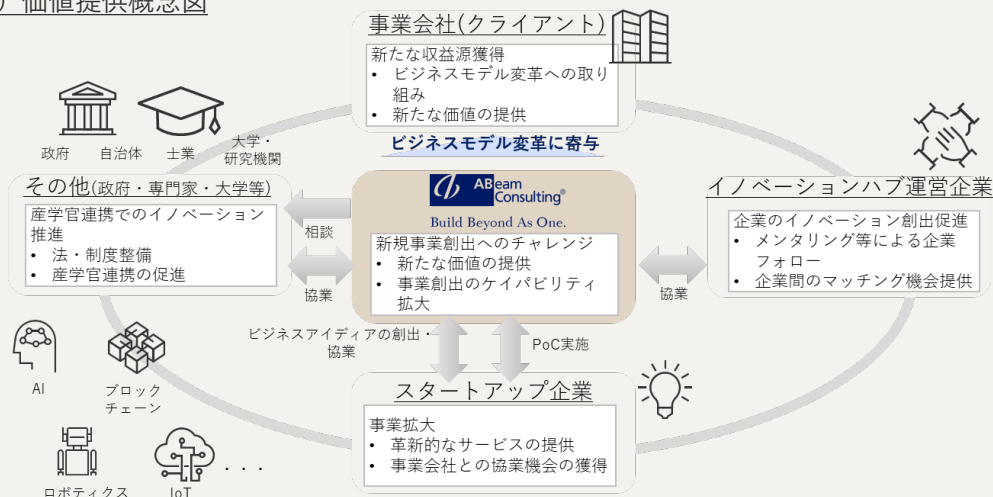 ）価値提供概念図
事業会社(クライアント)
新たな収益源獲得
• ビジネスモデル変革への取り
組み
• 新たな価値の提供
ビジネスモデル変革に寄与
政府
自治体
士業
大学・
研究機関
その他(政府・専門家・大学等)
産学官連携でのイノベーション
推進
• 法・制度整備
• 産学官連携の促進
相談
協業
ABeam
Consulting®
Build Beyond As One.
新規事業創出へのチャレンジ
• 新たな価値の提供
• 事業創出のケイパビリティ
拡大
協業
イノベーションハブ運営企業
企業のイノベーション創出促進
• メンタリング等による企業
フォロー
• 企業間のマッチング機会提供
ビジネスアイディアの創出・
協業
PoC実施
スタートアップ企業
事業拡大
• 革新的なサービスの提供
• 事業会社との協業機会の獲得
AI
ブロック
チェーン
ロボティクス
IoT
・・・